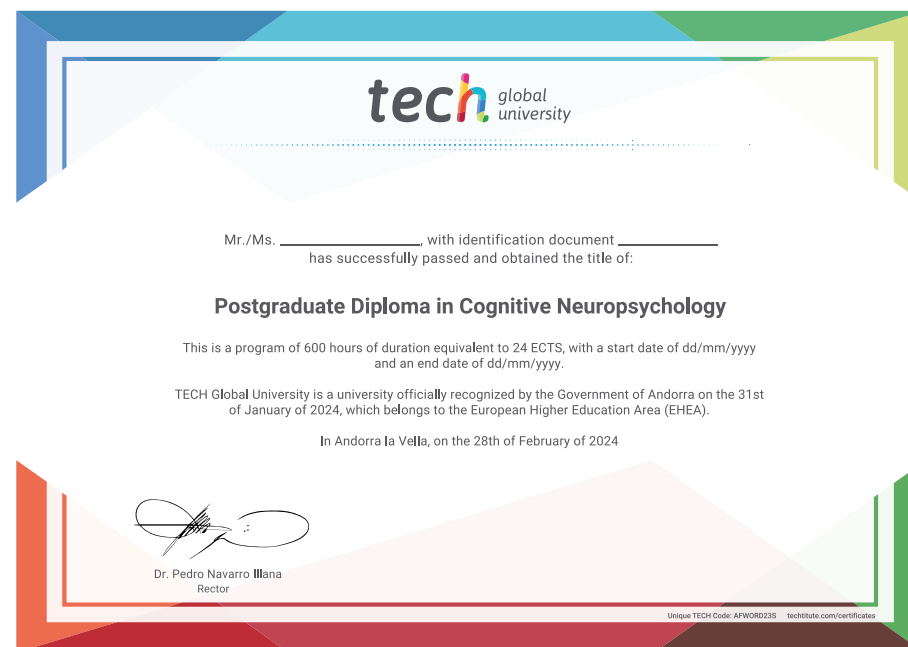 tech global university
Mr./Ms. ____________________, with identification document ______________
has successfully passed and obtained the title of:
Postgraduate Diploma in Cognitive Neuropsychology
This is a program of 600 hours of duration equivalent to 24 ECTS, with a start date of dd/mm/yyyy
and an end date of dd/mm/yyyy.
TECH Global University is a university officially recognized by the Government of Andorra on the 31st
of January of 2024, which belongs to the European Higher Education Area (EHEA).
In Andorra la Vella, on the 28th of February of 2024
Dr. Pedro Navarro Illana
Rector
Unique TECH Code: AFWORD23S techtitute.com/certificates